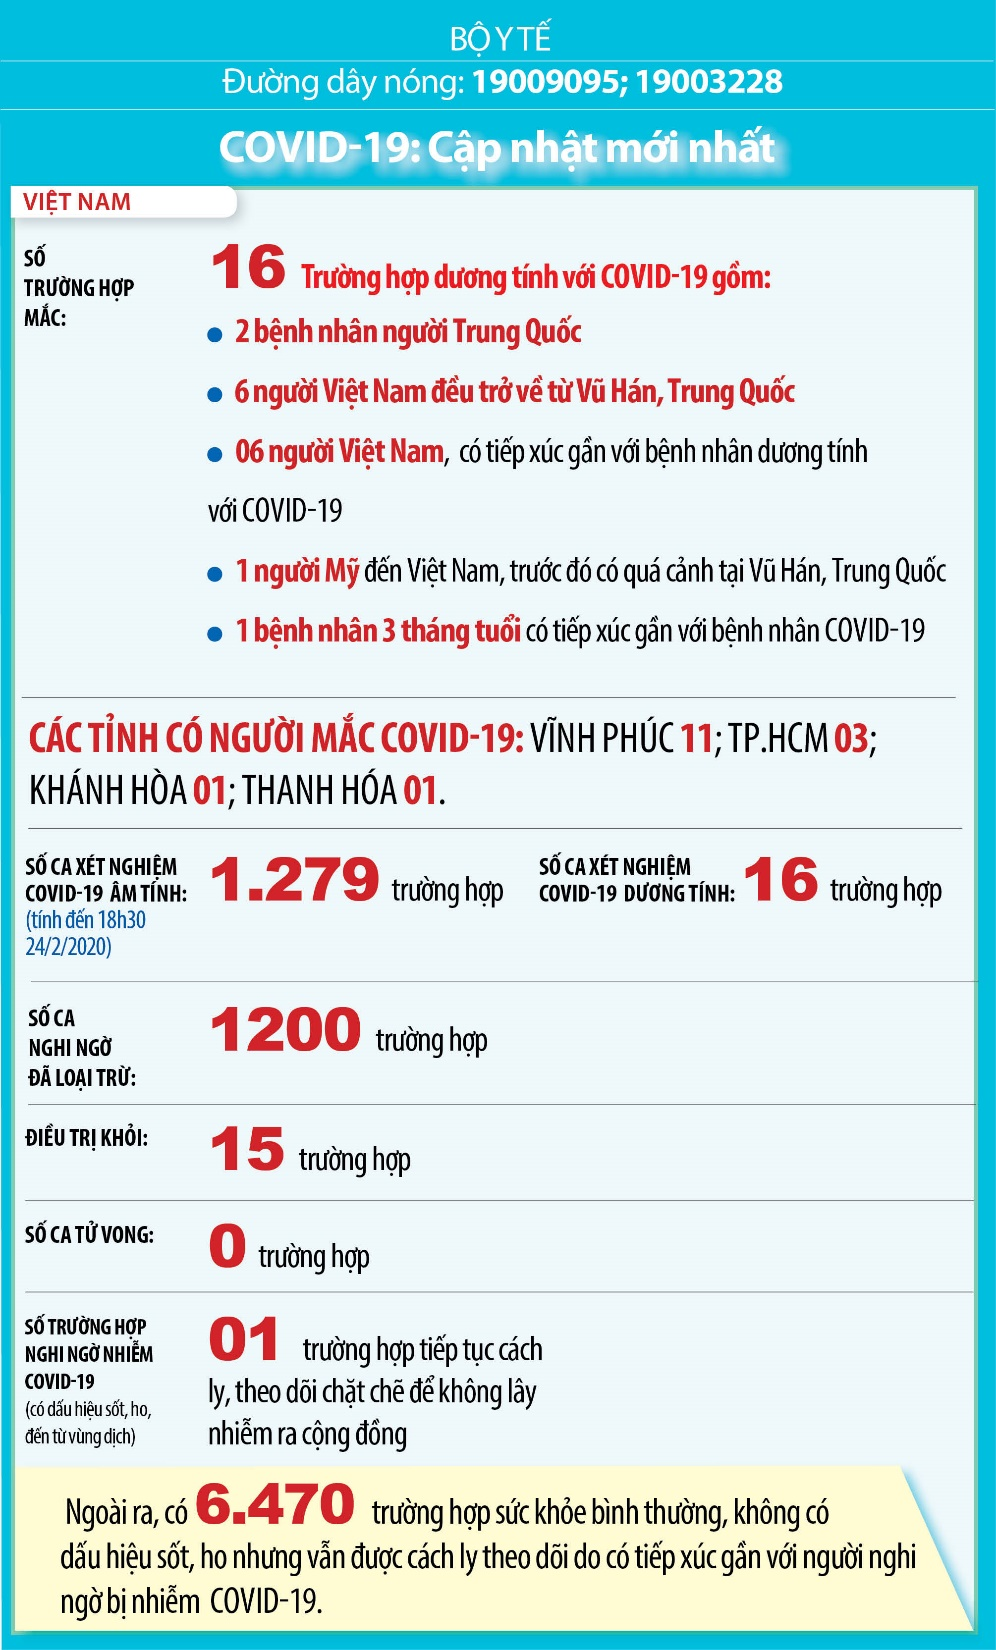 BỘ Y TẾ
Đường dây nóng: 19009095; 19003228
COVID-19: Cập nhật mới nhất
VIỆT NAM
SỐ
TRƯỜNG HỢP
MẮC:
16 Trường hợp dương tính với COVID-19 gồm:
• 2 bệnh nhân người Trung Quốc
• 6 người Việt Nam đều trở về từ Vũ Hán, Trung Quốc
• 06 người Việt Nam, có tiếp xúc gần với bệnh nhân dương tính
với COVID-19
• 1 người Mỹ đến Việt Nam, trước đó có quá cảnh tại Vũ Hán, Trung Quốc
• 1 bệnh nhân 3 tháng tuổi có tiếp xúc gần với bệnh nhân COVID-19
CÁC TỈNH CÓ NGƯỜI MẮC COVID-19: VĨNH PHÚC 11; TP.HCM 03;
KHÁNH HÒA 01; THANH HÓA 01.
SỐ CA XÉT NGHIỆM
COVID-19 ÂM TÍNH:
(tính đến 18h30
24/2/2020)
1.279 trường hợp
SỐ CA XÉT NGHIỆM
COVID-19 DƯƠNG TÍNH:
16 trường hợp
SỐ CA
NGHI NGỜ
ĐÃ LOẠI TRỪ:
1200 trường hợp
ĐIỀU TRỊ KHỎI:
15 trường hợp
SỐ CA TỬ VONG:
0 trường hợp
SỐ TRƯỜNG HỢP
NGHI NGỜ NHIỄM
COVID-19
(có dấu hiệu sốt, ho,
đến từ vùng dịch)
01 trường hợp tiếp tục cách
ly, theo dõi chặt chẽ để không lây
nhiễm ra cộng đồng
Ngoài ra, có 6.470 trường hợp sức khỏe bình thường, không có
dấu hiệu sốt, ho nhưng vẫn được cách ly theo dõi do có tiếp xúc gần với người nghi
ngờ bị nhiễm COVID-19.